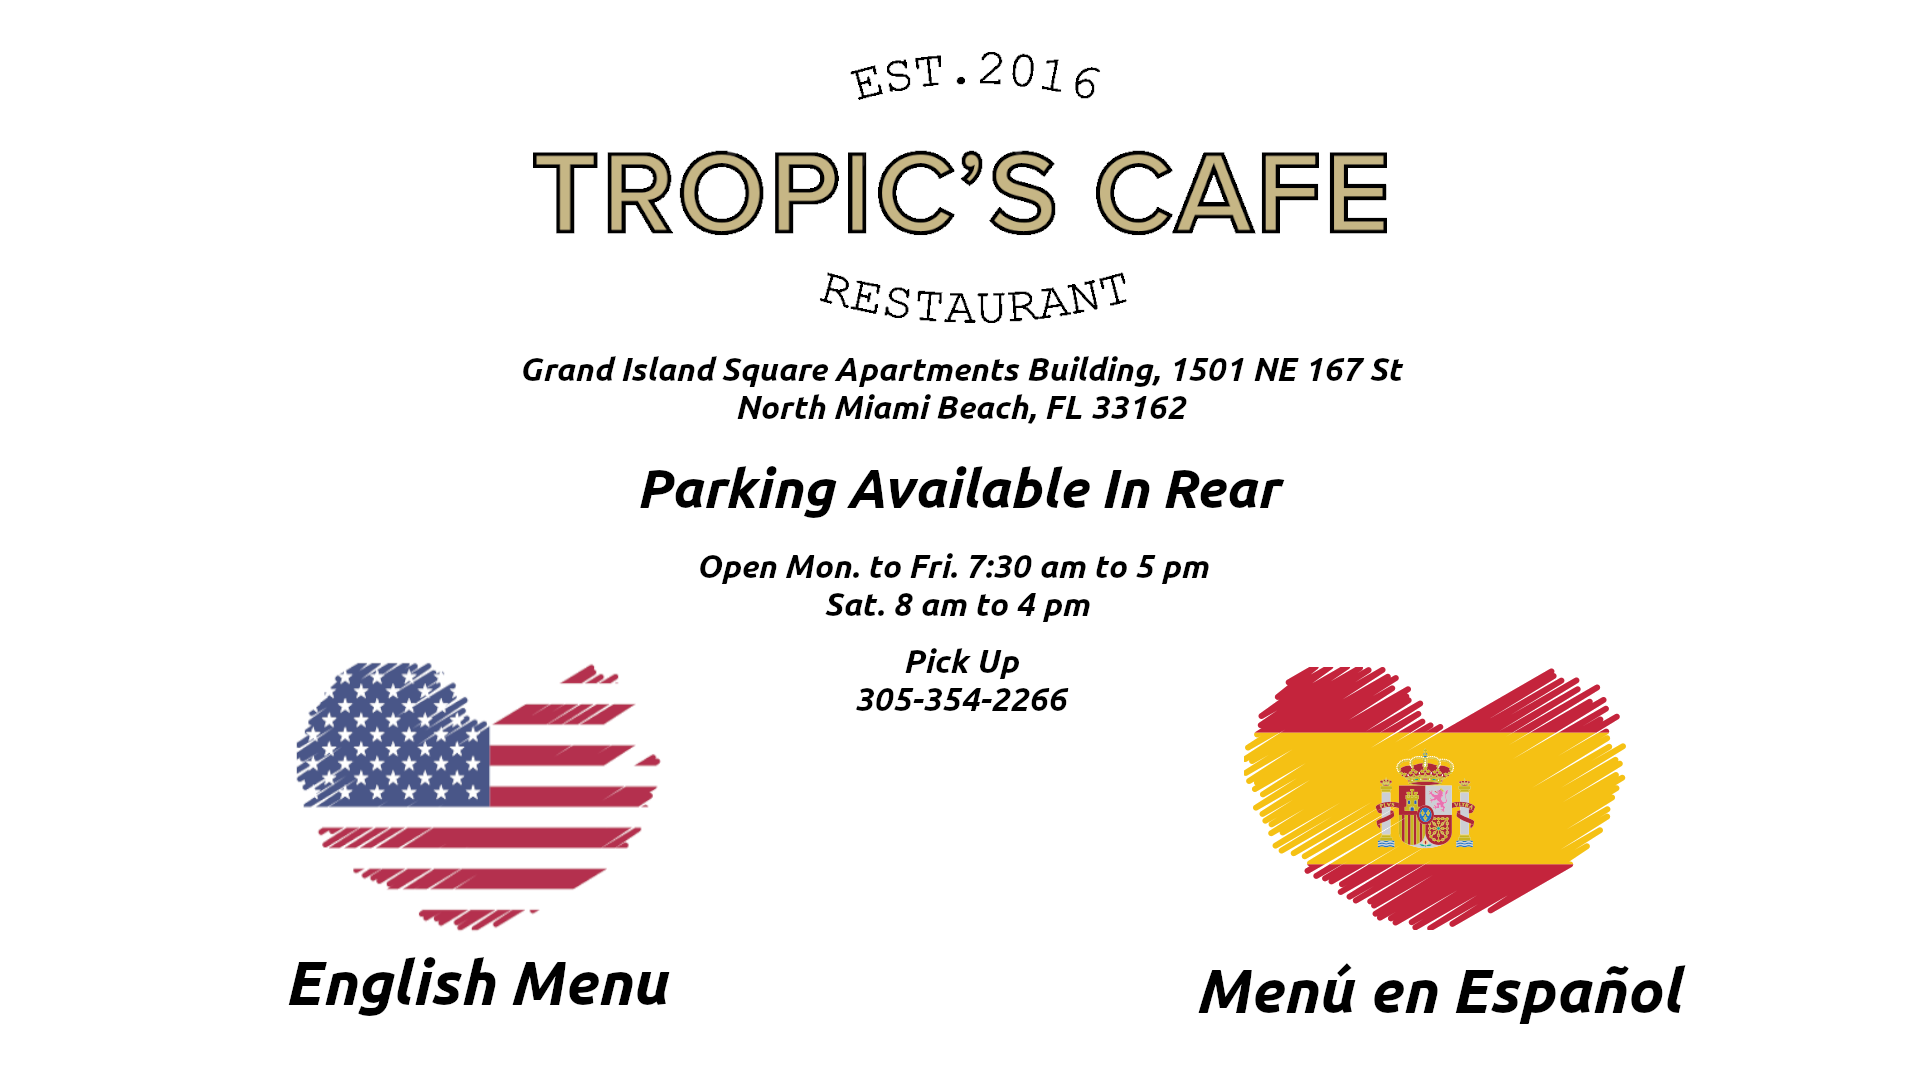 EST.2016
TROPIC'S CAFE
RESTAURANT
Grand Island Square Apartments Building, 1501 NE 167 St
North Miami Beach, FL 33162
Parking Available In Rear
Open Mon. to Fri. 7:30 am to 5 pm
Sat. 8 am to 4 pm
Pick Up
305-354-2266
PLVS VLTRA
English Menu
Menú en Español